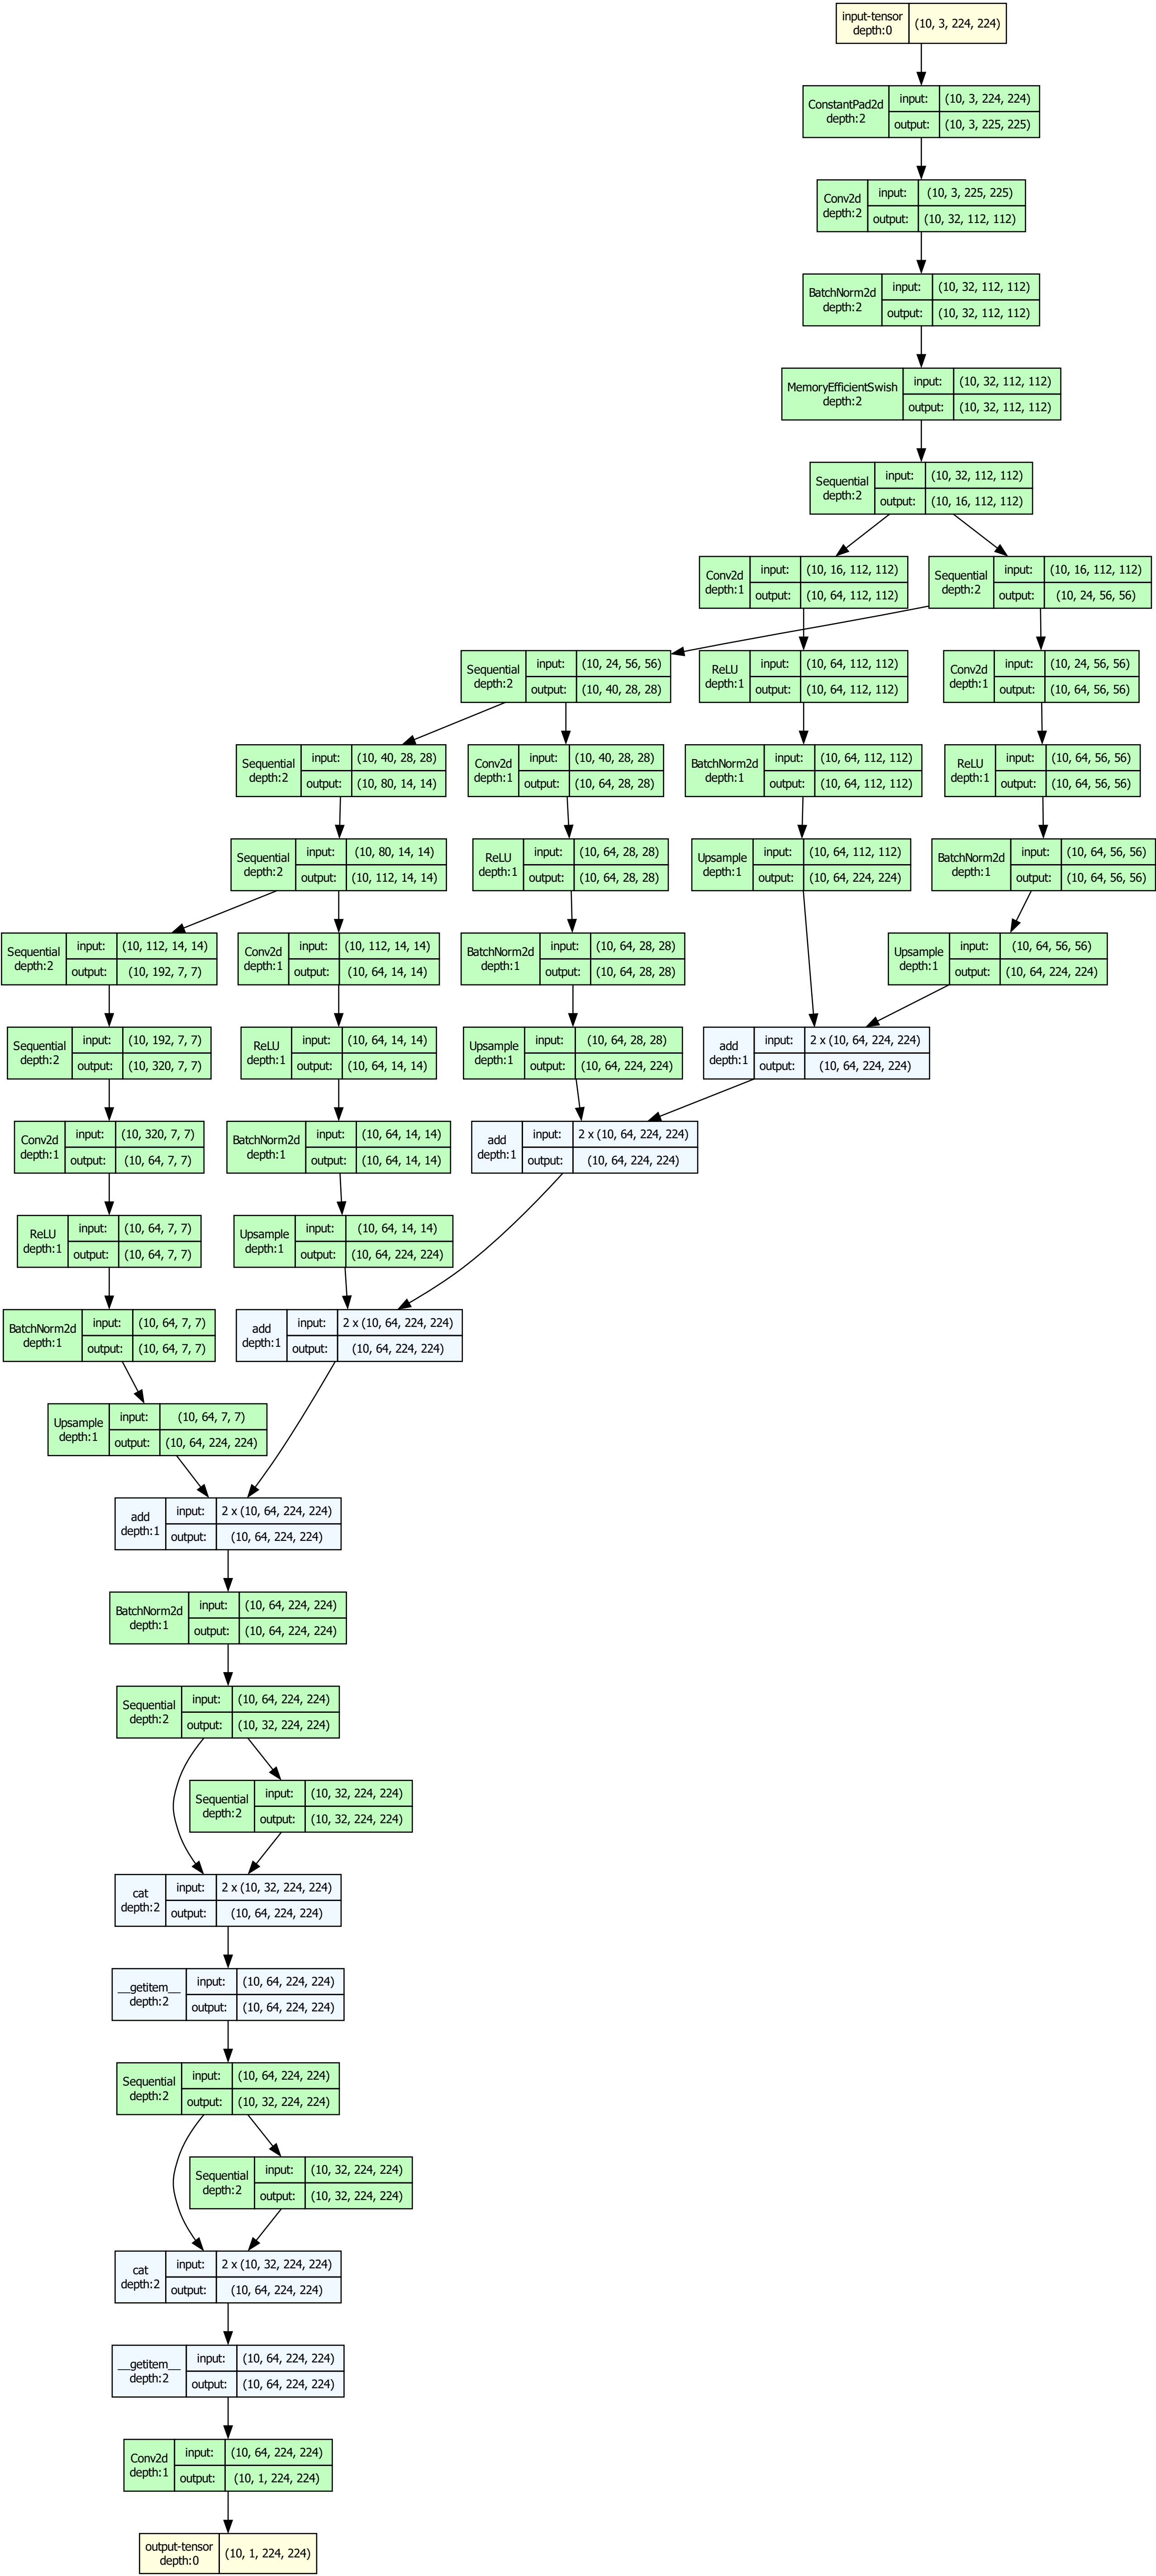 input-tensor
depth:0
(10, 3, 224, 224)
ConstantPad2d
depth:2
input:
(10, 3, 224, 224)
output:
(10, 3, 225, 225)
Conv2d
depth:2
input:
(10, 3, 225, 225)
output:
(10, 32, 112, 112)
BatchNorm2d
depth:2
input:
(10, 32, 112, 112)
output:
(10, 32, 112, 112)
MemoryEfficientSwish
depth:2
input:
(10, 32, 112, 112)
output:
(10, 32, 112, 112)
Sequential
depth:2
input:
(10, 32, 112, 112)
output:
(10, 16, 112, 112)
Conv2d
depth:1
input:
(10, 16, 112, 112)
output:
(10, 64, 112, 112)
Sequential
depth:2
input:
(10, 16, 112, 112)
output:
(10, 24, 56, 56)
Sequential
depth:2
input:
(10, 24, 56, 56)
output:
(10, 40, 28, 28)
ReLU
depth:1
input:
(10, 64, 112, 112)
output:
(10, 64, 112, 112)
Conv2d
depth:1
input:
(10, 24, 56, 56)
output:
(10, 64, 56, 56)
Sequential
depth:2
input:
(10, 40, 28, 28)
output:
(10, 80, 14, 14)
Conv2d
depth:1
input:
(10, 40, 28, 28)
output:
(10, 64, 28, 28)
BatchNorm2d
depth:1
input:
(10, 64, 112, 112)
output:
(10, 64, 112, 112)
ReLU
depth:1
input:
(10, 64, 56, 56)
output:
(10, 64, 56, 56)
Sequential
depth:2
input:
(10, 80, 14, 14)
output:
(10, 112, 14, 14)
ReLU
depth:1
input:
(10, 64, 28, 28)
output:
(10, 64, 28, 28)
Upsample
depth:1
input:
(10, 64, 112, 112)
output:
(10, 64, 224, 224)
BatchNorm2d
depth:1
input:
(10, 64, 56, 56)
output:
(10, 64, 56, 56)
Sequential
depth:2
input:
(10, 112, 14, 14)
output:
(10, 192, 7, 7)
Conv2d
depth:1
input:
(10, 112, 14, 14)
output:
(10, 64, 14, 14)
BatchNorm2d
depth:1
input:
(10, 64, 28, 28)
output:
(10, 64, 28, 28)
Upsample
depth:1
input:
(10, 64, 56, 56)
output:
(10, 64, 224, 224)
Sequential
depth:2
input:
(10, 192, 7, 7)
output:
(10, 320, 7, 7)
ReLU
depth:1
input:
(10, 64, 14, 14)
output:
(10, 64, 14, 14)
Upsample
depth:1
input:
(10, 64, 28, 28)
output:
(10, 64, 224, 224)
add
depth:1
input:
2 x (10, 64, 224, 224)
output:
(10, 64, 224, 224)
Conv2d
depth:1
input:
(10, 320, 7, 7)
output:
(10, 64, 7, 7)
BatchNorm2d
depth:1
input:
(10, 64, 14, 14)
output:
(10, 64, 14, 14)
add
depth:1
input:
2 x (10, 64, 224, 224)
output:
(10, 64, 224, 224)
ReLU
depth:1
input:
(10, 64, 7, 7)
output:
(10, 64, 7, 7)
Upsample
depth:1
input:
(10, 64, 14, 14)
output:
(10, 64, 224, 224)
BatchNorm2d
depth:1
input:
(10, 64, 7, 7)
output:
(10, 64, 7, 7)
add
depth:1
input:
2 x (10, 64, 224, 224)
output:
(10, 64, 224, 224)
Upsample
depth:1
input:
(10, 64, 7, 7)
output:
(10, 64, 224, 224)
add
depth:1
input:
2 x (10, 64, 224, 224)
output:
(10, 64, 224, 224)
BatchNorm2d
depth:1
input:
(10, 64, 224, 224)
output:
(10, 64, 224, 224)
Sequential
depth:2
input:
(10, 64, 224, 224)
output:
(10, 32, 224, 224)
Sequential
depth:2
input:
(10, 32, 224, 224)
output:
(10, 32, 224, 224)
cat
depth:2
input:
2 x (10, 32, 224, 224)
output:
(10, 64, 224, 224)
__getitem__
depth:2
input:
(10, 64, 224, 224)
output:
(10, 64, 224, 224)
Sequential
depth:2
input:
(10, 64, 224, 224)
output:
(10, 32, 224, 224)
Sequential
depth:2
input:
(10, 32, 224, 224)
output:
(10, 32, 224, 224)
cat
depth:2
input:
2 x (10, 32, 224, 224)
output:
(10, 64, 224, 224)
__getitem__
depth:2
input:
(10, 64, 224, 224)
output:
(10, 64, 224, 224)
Conv2d
depth:1
input:
(10, 64, 224, 224)
output:
(10, 1, 224, 224)
output-tensor
depth:0
(10, 1, 224, 224)